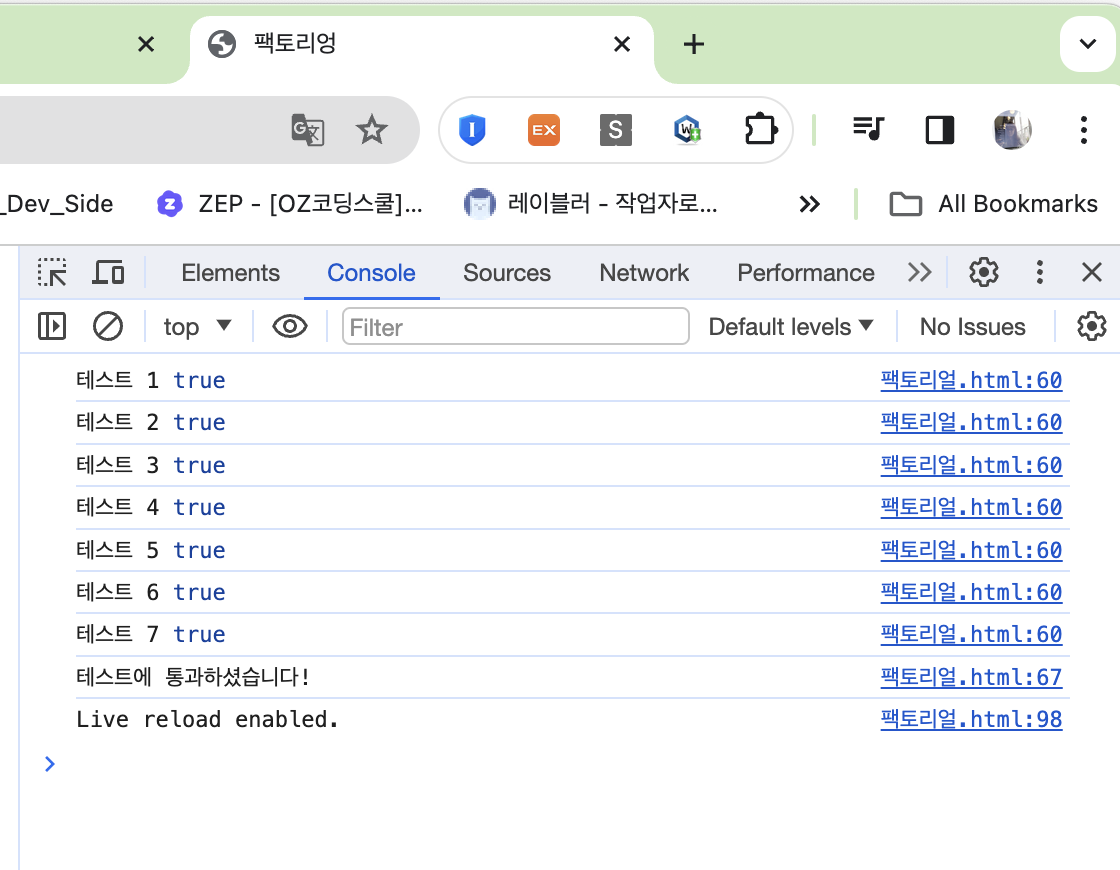 팩토리엉
_Dev_Side ZEP - [OZ코딩스쿨]... 레이블러 - 작업자로... All Bookmarks
Elements Console Sources Network Performance
top Filter Default levels No Issues
테스트 1 true 팩토리얼.html:60
테스트 2 true 팩토리얼.html:60
테스트 3 true 팩토리얼.html:60
테스트 4 true 팩토리얼.html:60
테스트 5 true 팩토리얼.html:60
테스트 6 true 팩토리얼.html:60
테스트 7 true 팩토리얼.html:60
테스트에 통과하셨습니다! 팩토리얼.html:67
Live reload enabled. 팩토리얼.html:98